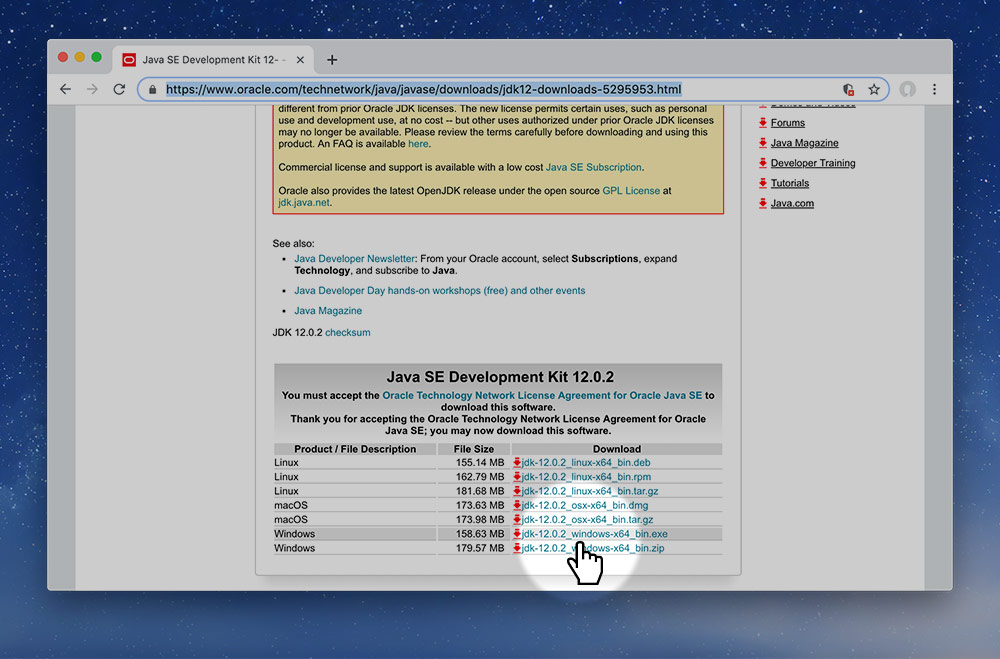 Java SE Development Kit 12-
https://www.oracle.com/technetwork/java/javase/downloads/jdk12-downloads-5295953.html
different from prior Oracle JDK licenses. The new license permits certain uses, such as personal
use and development use, at no cost -- but other uses authorized under prior Oracle JDK licenses
may no longer be available. Please review the terms carefully before downloading and using this
product. An FAQ is available here.
Commercial license and support is available with a low cost Java SE Subscription.
Oracle also provides the latest OpenJDK release under the open source GPL License at
jdk.java.net.
Demos and Videos
Forums
Java Magazine
Developer Training
Tutorials
Java.com
See also:
• Java Developer Newsletter: From your Oracle account, select Subscriptions, expand
Technology, and subscribe to Java.
• Java Developer Day hands-on workshops (free) and other events
• Java Magazine
JDK 12.0.2 checksum
Java SE Development Kit 12.0.2
You must accept the Oracle Technology Network License Agreement for Oracle Java SE to
download this software.
Thank you for accepting the Oracle Technology Network License Agreement for Oracle
Java SE; you may now download this software.
Product / File Description File Size Download
Linux 155.14 MB jdk-12.0.2_linux-x64_bin.deb
Linux 162.79 MB jdk-12.0.2_linux-x64_bin.rpm
Linux 181.68 MB jdk-12.0.2_linux-x64_bin.tar.gz
macOS 173.63 MB jdk-12.0.2_osx-x64_bin.dmg
macOS 173.98 MB jdk-12.0.2_osx-x64_bin.tar.gz
Windows 158.63 MB jdk-12.0.2_windows-x64_bin.exe
Windows 179.57 MB jdk-12.0.2_windows-x64_bin.zip